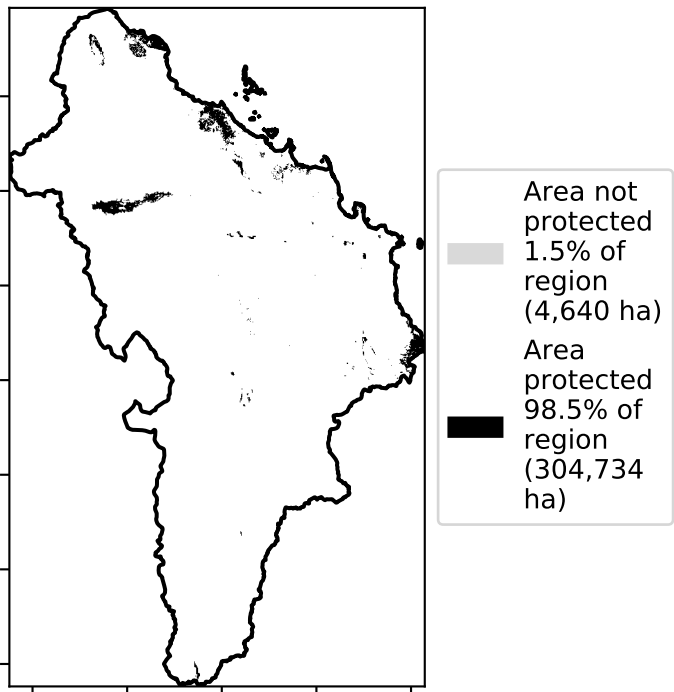 Area not
protected
1.5% of
region
(4,640 ha)
Area
protected
98.5% of
region
(304,734
ha)